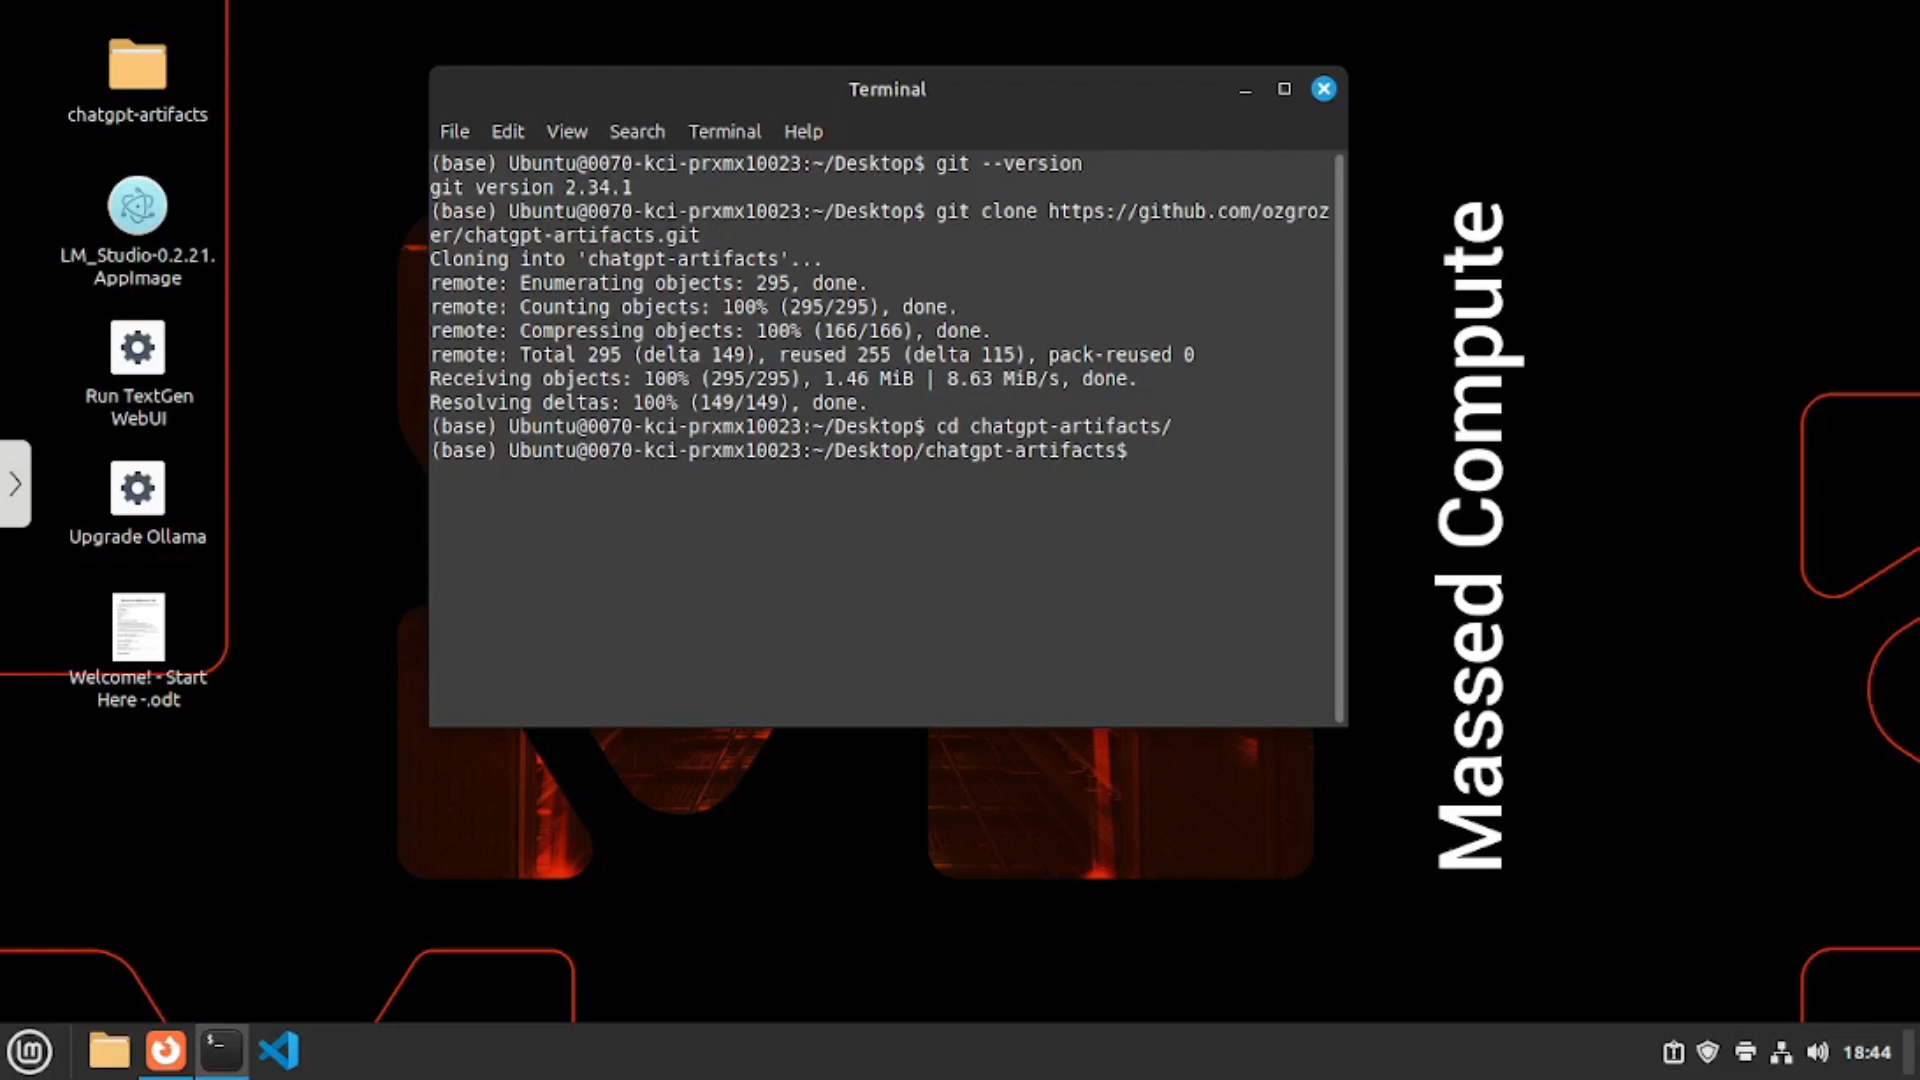 chatgpt-artifacts
LM_Studio-0.2.21.
AppImage
Run TextGen
WebUI
Upgrade Ollama
Welcome! - Start
Here -.odt
Terminal
File Edit View Search Terminal Help
(base) Ubuntu@0070-kci-prxmx10023:~/Desktop$ git --version
git version 2.34.1
(base) Ubuntu@0070-kci-prxmx10023:~/Desktop$ git clone https://github.com/ozgroz
er/chatgpt-artifacts.git
Cloning into 'chatgpt-artifacts'...
remote: Enumerating objects: 295, done.
remote: Counting objects: 100% (295/295), done.
remote: Compressing objects: 100% (166/166), done.
remote: Total 295 (delta 149), reused 255 (delta 115), pack-reused 0
Receiving objects: 100% (295/295), 1.46 MiB | 8.63 MiB/s, done.
Resolving deltas: 100% (149/149), done.
(base) Ubuntu@0070-kci-prxmx10023:~/Desktop$ cd chatgpt-artifacts/
(base) Ubuntu@0070-kci-prxmx10023:~/Desktop/chatgpt-artifacts$
Massed Compute
18:44